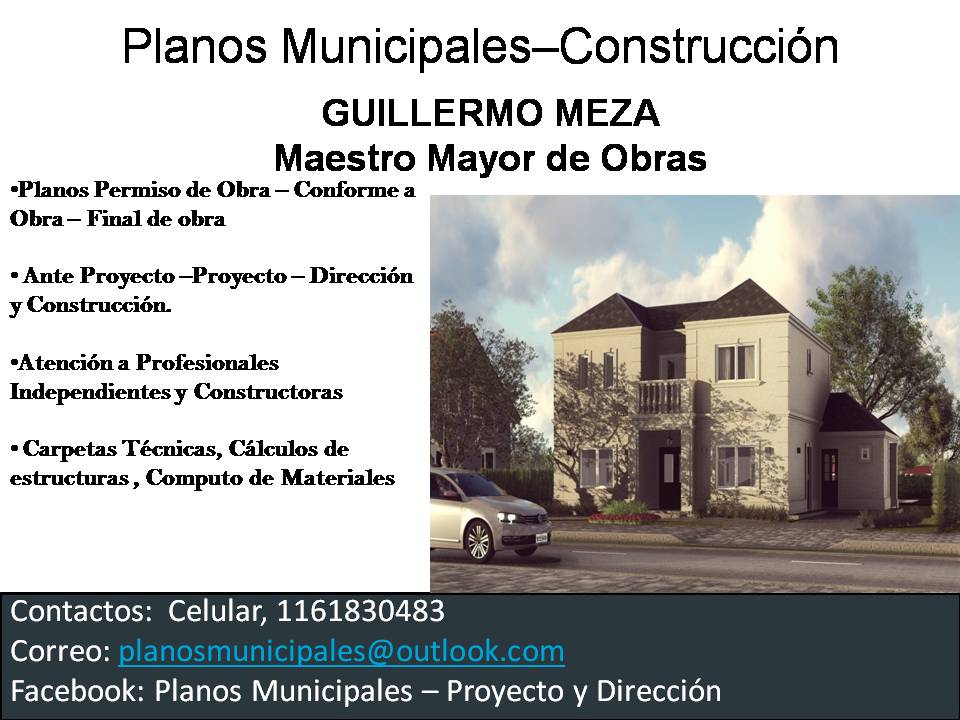 Planos Municipales–Construcción
GUILLERMO MEZA
Maestro Mayor de Obras
•Planos Permiso de Obra – Conforme a
Obra – Final de obra
• Ante Proyecto –Proyecto – Dirección
y Construcción.
•Atención a Profesionales
Independientes y Constructoras
• Carpetas Técnicas, Cálculos de
estructuras , Computo de Materiales
Contactos:  Celular, 1161830483
Correo: planosmunicipales@outlook.com
Facebook: Planos Municipales – Proyecto y Dirección